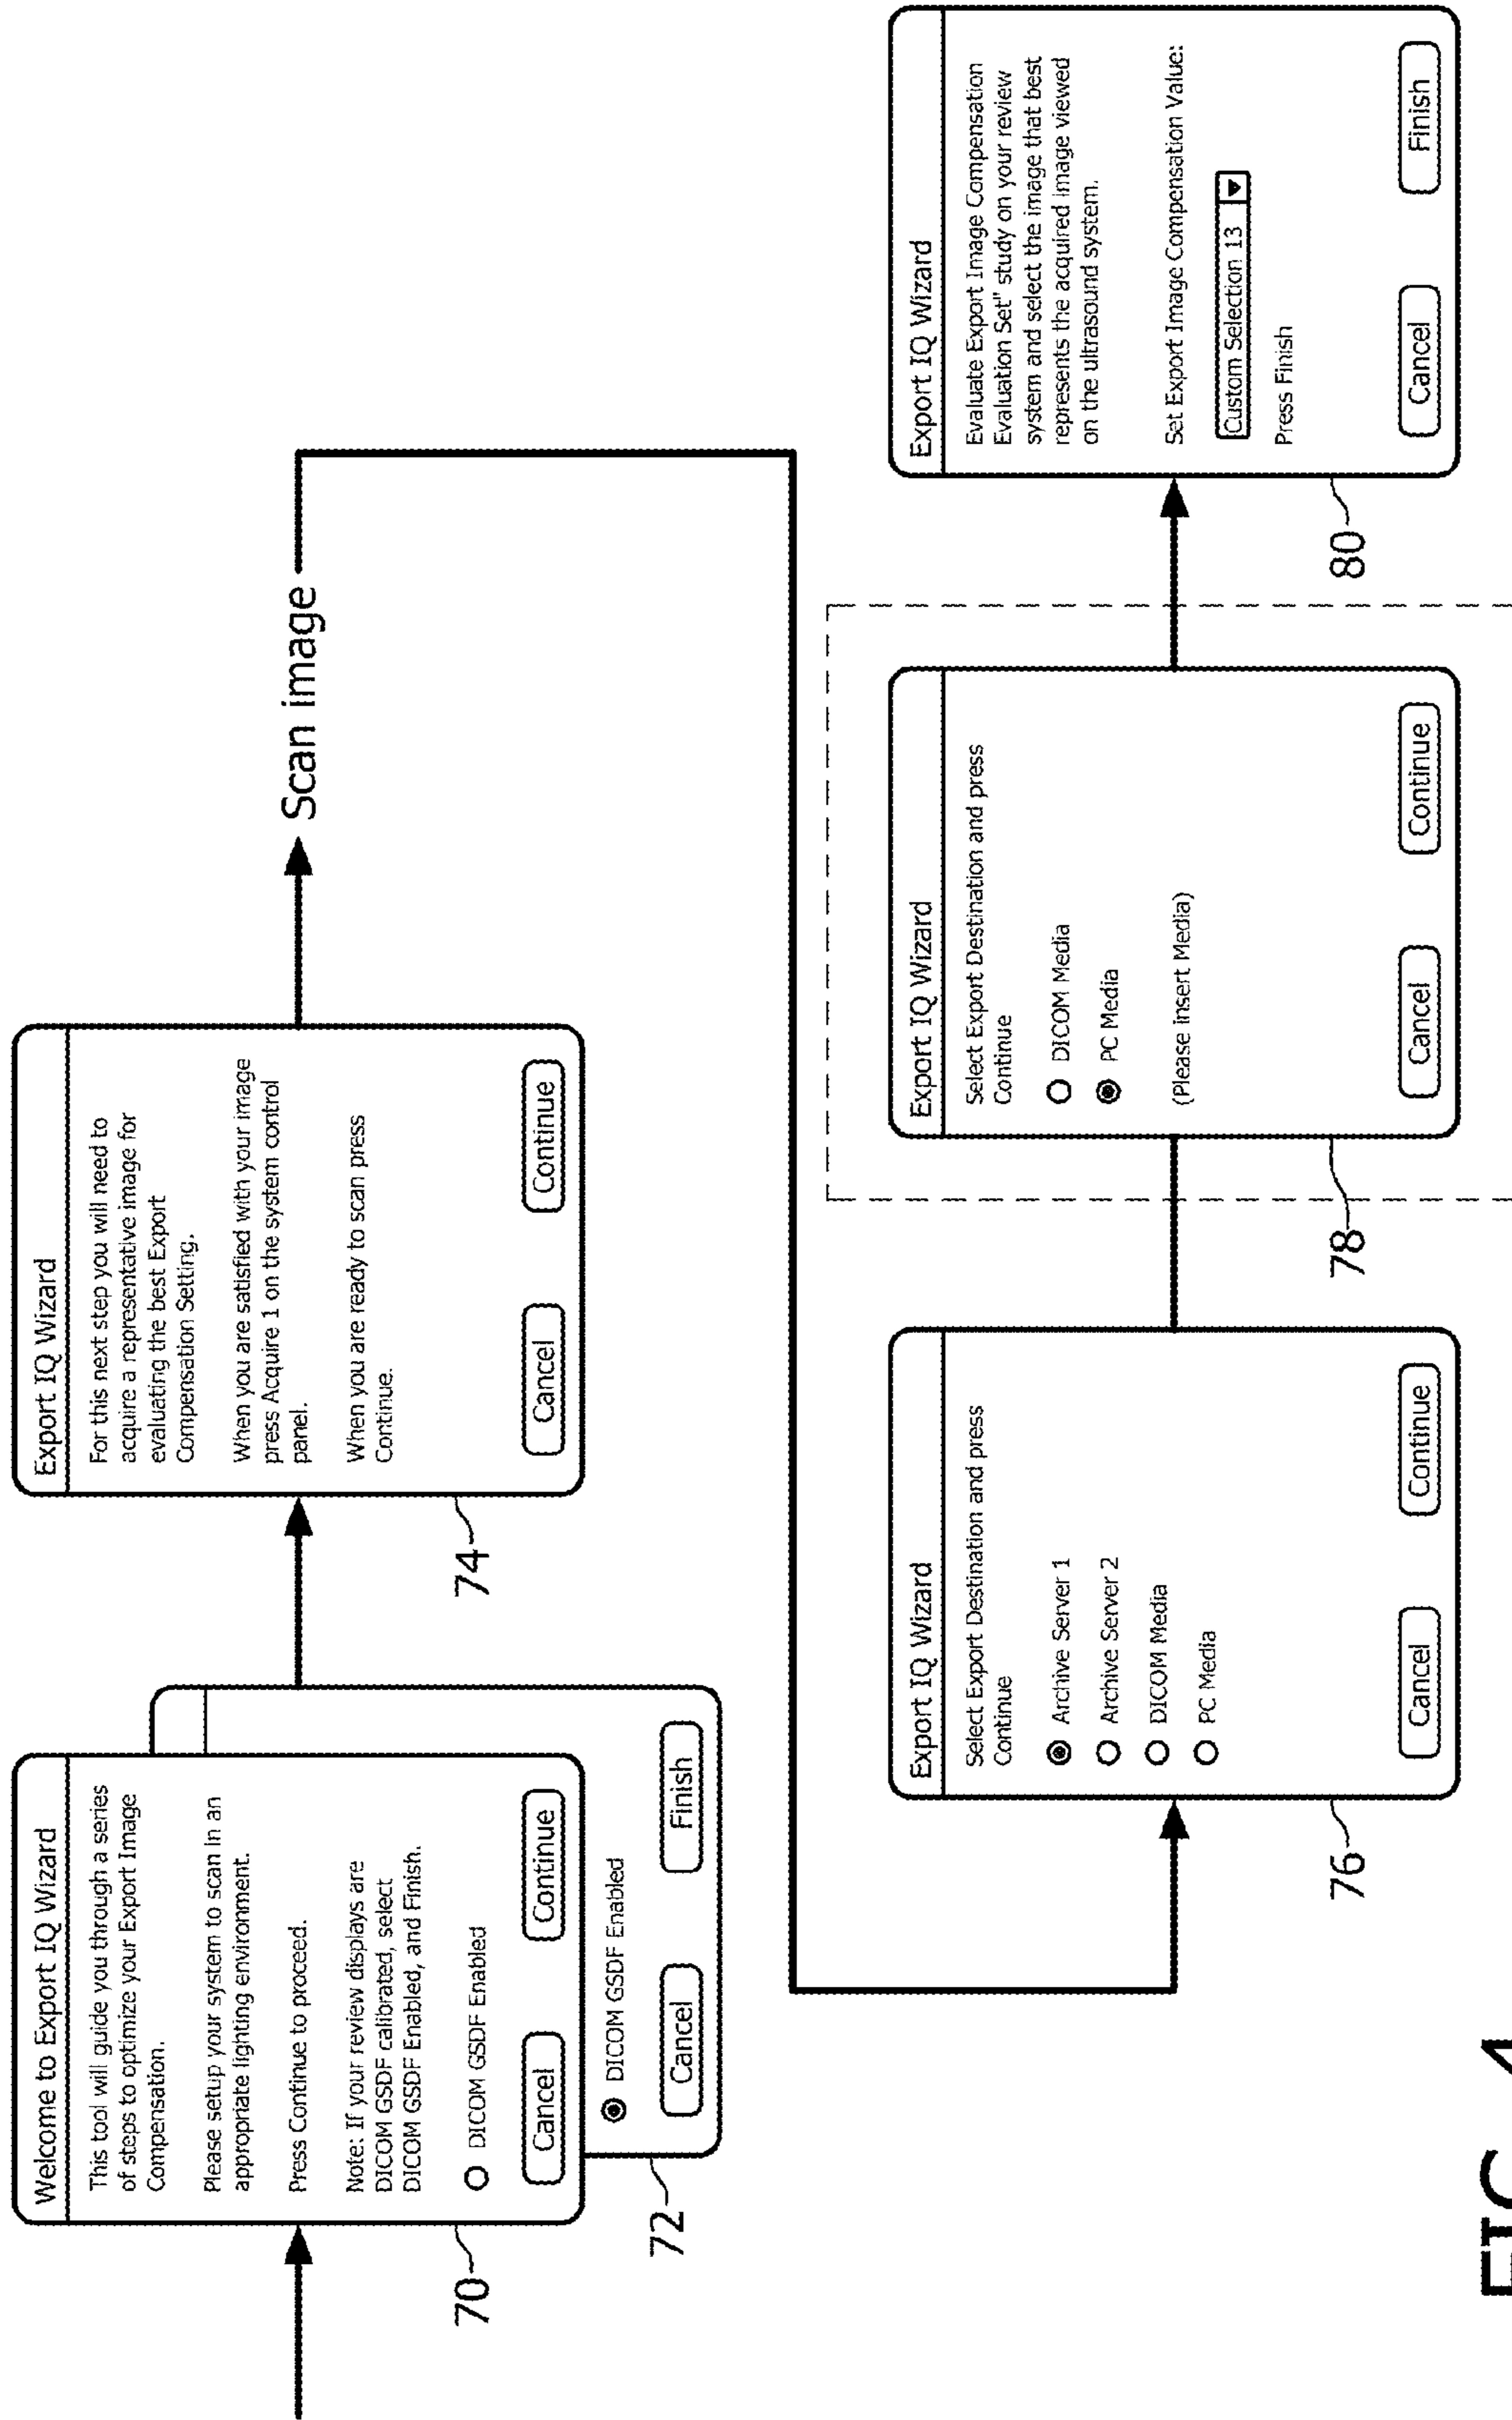 Welcome to Export IQ Wizard
This tool will guide you through a series
of steps to optimize your Export Image
Compensation.
Please setup your system to scan in an
appropriate lighting environment.
Press Continue to proceed.
Note: If your review displays are
DICOM GSDF calibrated, select
DICOM GSDF Enabled, and Finish.
DICOM GSDF Enabled
Cancel
Continue
70
DICOM GSDF Enabled
Cancel
Finish
72
Export IQ Wizard
For this next step you will need to
acquire a representative image for
evaluating the best Export
Compensation Setting.
When you are satisfied with your image
press Acquire 1 on the system control
panel.
When you are ready to scan press
Continue.
Cancel
Continue
74
Scan image
Export IQ Wizard
Select Export Destination and press
Continue
Archive Server 1
Archive Server 2
DICOM Media
PC Media
Cancel
Continue
76
Export IQ Wizard
Select Export Destination and press
Continue
DICOM Media
PC Media
(Please Insert Media)
Cancel
Continue
78
Export IQ Wizard
Evaluate Export Image Compensation
Evaluation Set" study on your review
system and select the image that best
represents the acquired image viewed
on the ultrasound system.
Set Export Image Compensation Value:
Custom Selection 13
Press Finish
Cancel
Finish
80
FIG. 4